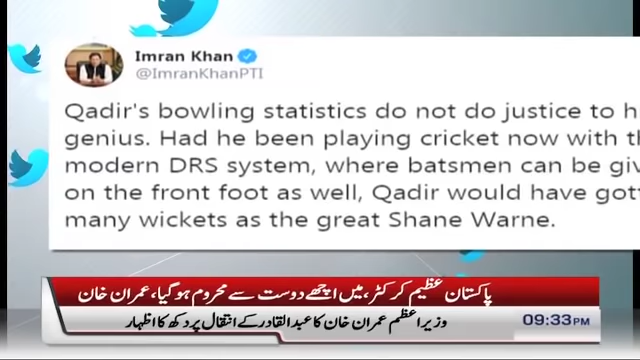 Imran Khan
@ImranKhanPTI
Qadir's bowling statistics do not do justice to h
genius. Had he been playing cricket now with th
modern DRS system, where batsmen can be giv
on the front foot as well, Qadir would have gott
many wickets as the great Shane Warne.
پاکستان عظیم کرکٹر، میں اچھے دوست سے محروم ہو گیا، عمران خان
وزیراعظم عمران خان کا عبدالقادر کے انتقال پر دکھ کا اظہار
09:33PM